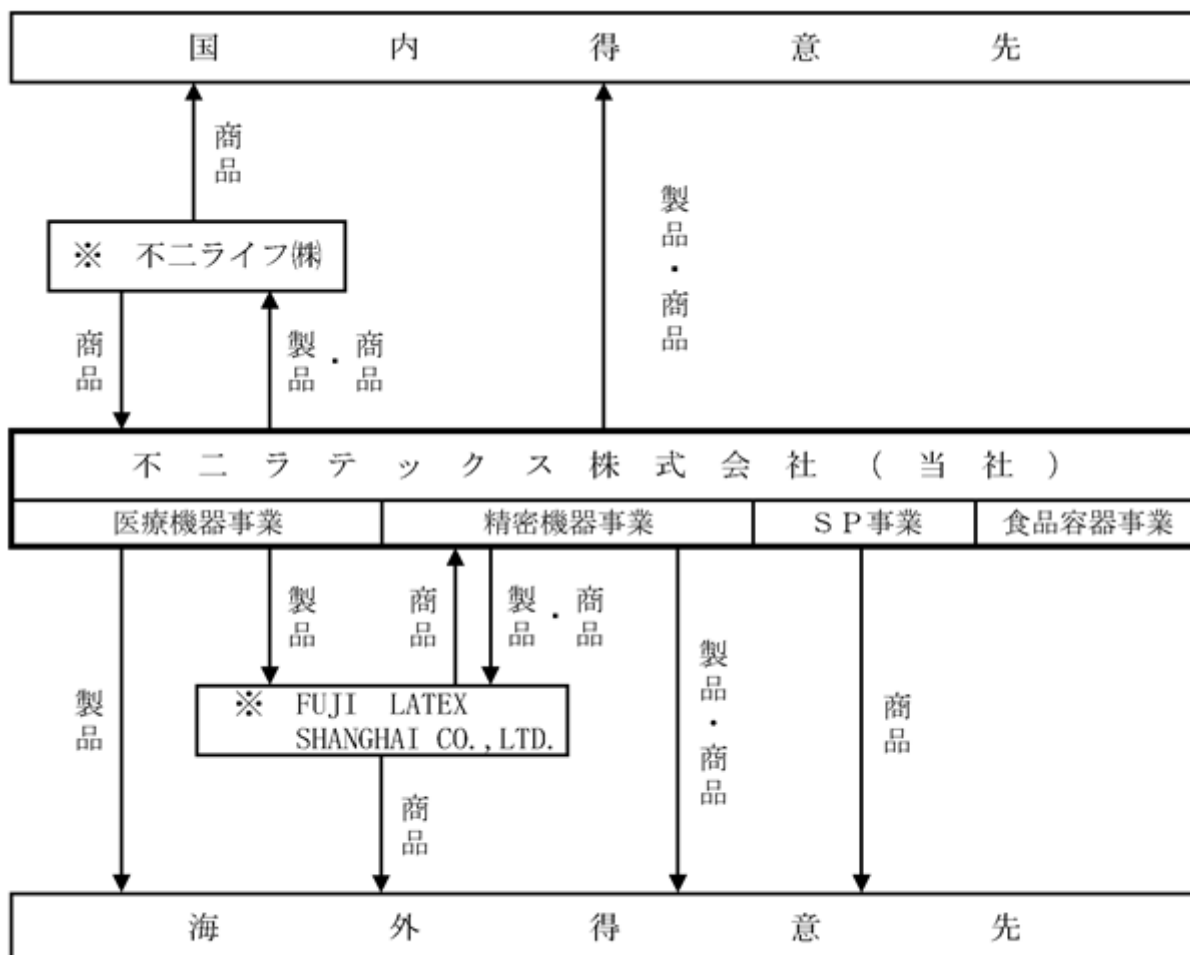 国内得意先
商品
製品・商品
※ 不二ライフ㈱
商品
製品・商品
不二ラテックス株式会社(当社)
医療機器事業 精密機器事業 SP事業 食品容器事業
製品
商品
製品・商品
製品
※ FUJI LATEX
SHANGHAI CO.,LTD.
製品・商品
商品
商品
海外得意先